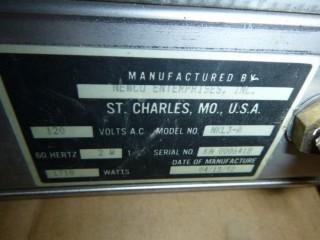 MANUFACTURED BY
NEWCO ENTERPRISES, INC.
ST. CHARLES, MO., U.S.A.
120 VOLTS A.C MODEL NO.
60 HERTZ 2 W SERIAL NO.
DATE OF MANUFACTURE
WATTS